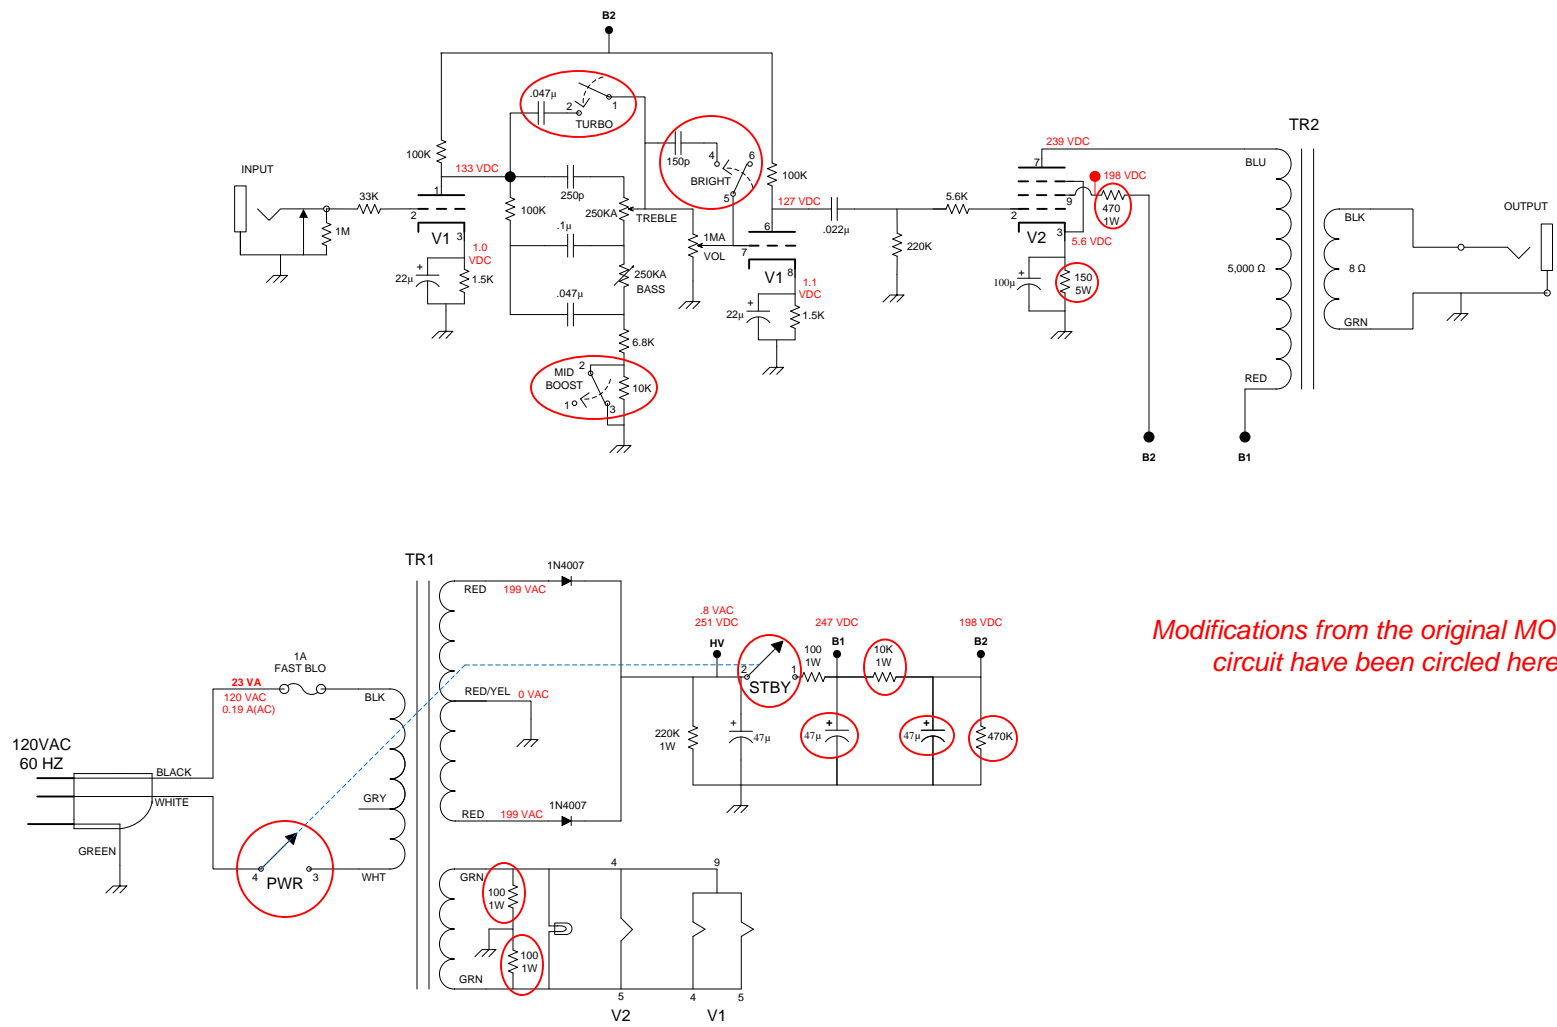 B2
.047µ
2
1
TURBO
150p
4
6
BRIGHT
5
100K
133 VDC
INPUT
33K
1M
1
2
V1
3
1.0
VDC
22µ
1.5K
100K
250p
250KA
TREBLE
.1µ
250KA
BASS
.047µ
6.8K
2
MID
BOOST
1
3
10K
1MA
VOL
100K
127 VDC
6
7
V1
8
1.1
VDC
22µ
1.5K
.022µ
220K
5.6K
239 VDC
7
9
2
V2
3
198 VDC
470
1W
5.6 VDC
100µ
150
5W
TR2
BLU
5,000 Ω
RED
8 Ω
BLK
GRN
OUTPUT
B2
B1
TR1
1N4007
RED
199 VAC
RED/YEL
0 VAC
RED
199 VAC
1N4007
1A
FAST BLO
23 VA
120 VAC
0.19 A(AC)
BLK
120VAC
60 HZ
BLACK
WHITE
GREEN
GRY
4
PWR
3
WHT
.8 VAC
251 VDC
HV
2
1
STBY
100
1W
247 VDC
B1
10K
1W
198 VDC
B2
220K
1W
+
47µ
+
47µ
+
47µ
470K
Modifications from the original MO
circuit have been circled here
GRN
100
1W
100
1W
GRN
4
9
5
4
5
V2
V1